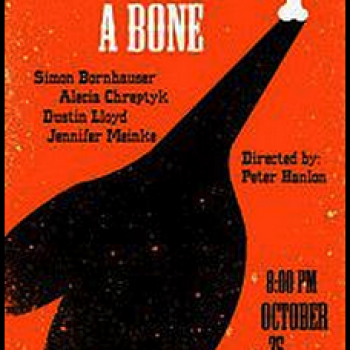 A BONE
Simon Bornhauser
Alecia Chreptyk
Dustin Lloyd
Jennifer Meinke
Directed by:
Peter Hanlon
8:00 PM
OCTOBER